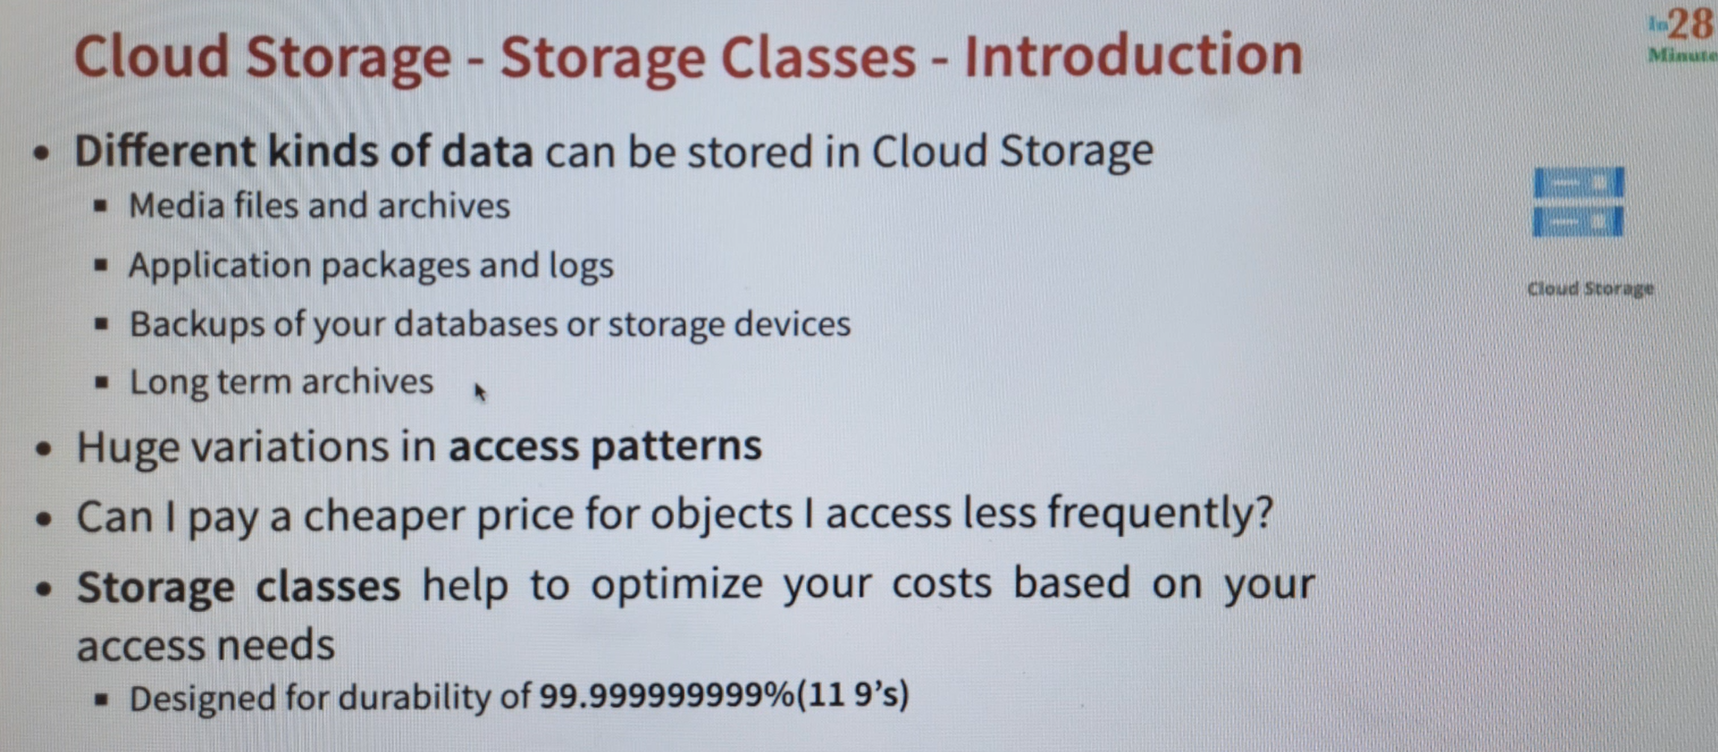 Cloud Storage - Storage Classes - Introduction
In28
Minute
• Different kinds of data can be stored in Cloud Storage
▪ Media files and archives
▪ Application packages and logs
▪ Backups of your databases or storage devices
▪ Long term archives
Cloud Storage
• Huge variations in access patterns
• Can I pay a cheaper price for objects I access less frequently?
• Storage classes help to optimize your costs based on your
access needs
▪ Designed for durability of 99.999999999%(11 9's)